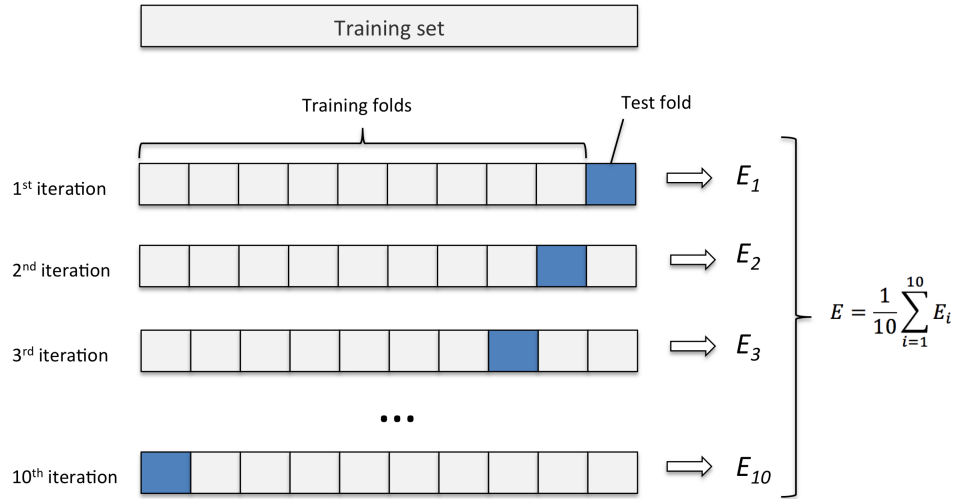 Training set
Training folds
Test fold
1st iteration
E1
2nd iteration
E2
3rd iteration
E3
E = 1/10 ∑ i=1 10 Ei
...
10th iteration
E10